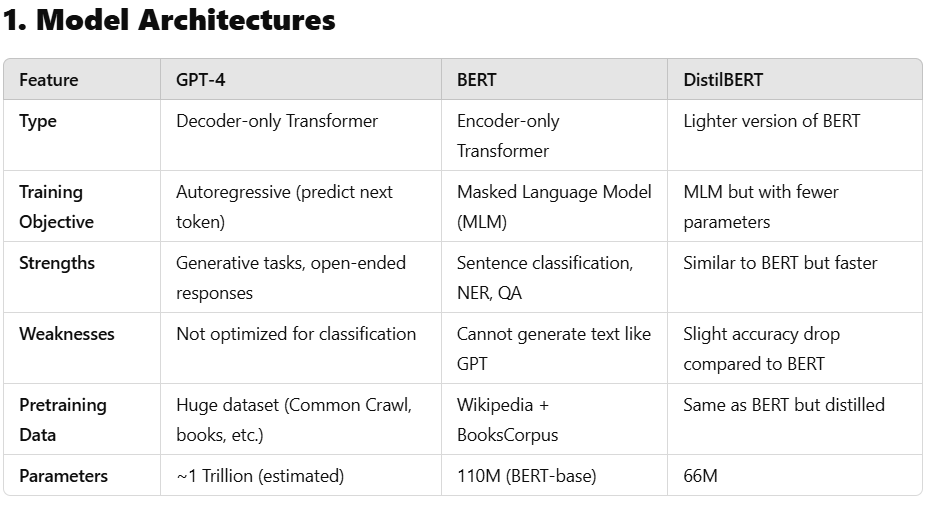 1. Model Architectures
Feature GPT-4 BERT DistilBERT
Type Decoder-only Transformer Encoder-only Transformer Lighter version of BERT
Training Objective Autoregressive (predict next token) Masked Language Model (MLM) MLM but with fewer parameters
Strengths Generative tasks, open-ended responses Sentence classification, NER, QA Similar to BERT but faster
Weaknesses Not optimized for classification Cannot generate text like GPT Slight accuracy drop compared to BERT
Pretraining Data Huge dataset (Common Crawl, books, etc.) Wikipedia + BooksCorpus Same as BERT but distilled
Parameters ~1 Trillion (estimated) 110M (BERT-base) 66M